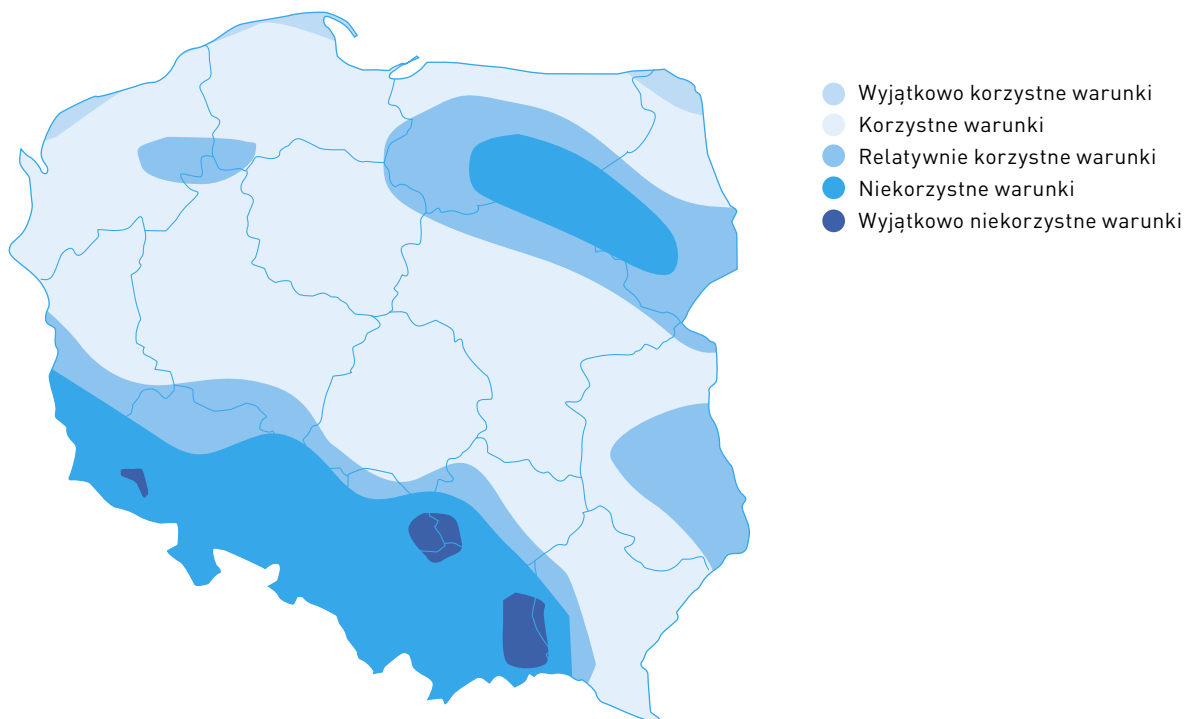 Wyjątkowo korzystne warunki
Korzystne warunki
Relatywnie korzystne warunki
Niekorzystne warunki
Wyjątkowo niekorzystne warunki